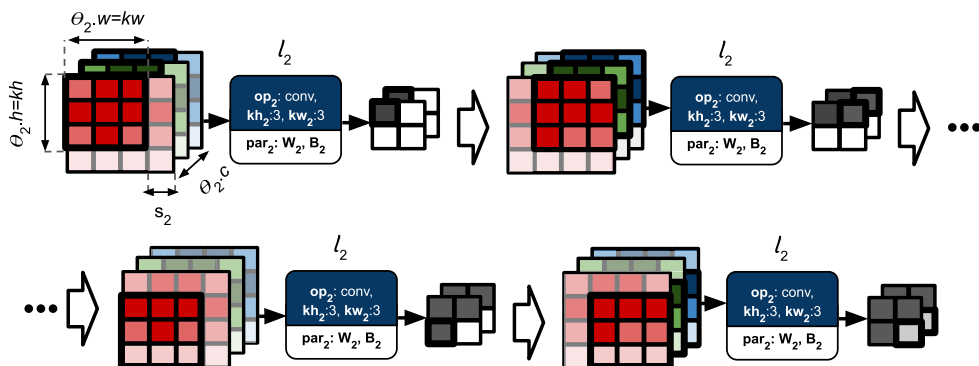 Θ₂.w=kw
l₂
l₂
Θ₂.h=kh
op₂: conv,
kh₂:3, kw₂:3
par₂: W₂, B₂
op₂: conv,
kh₂:3, kw₂:3
par₂: W₂, B₂
•••
Θ₂.c
s₂
l₂
l₂
•••
op₂: conv,
kh₂:3, kw₂:3
par₂: W₂, B₂
op₂: conv,
kh₂:3, kw₂:3
par₂: W₂, B₂